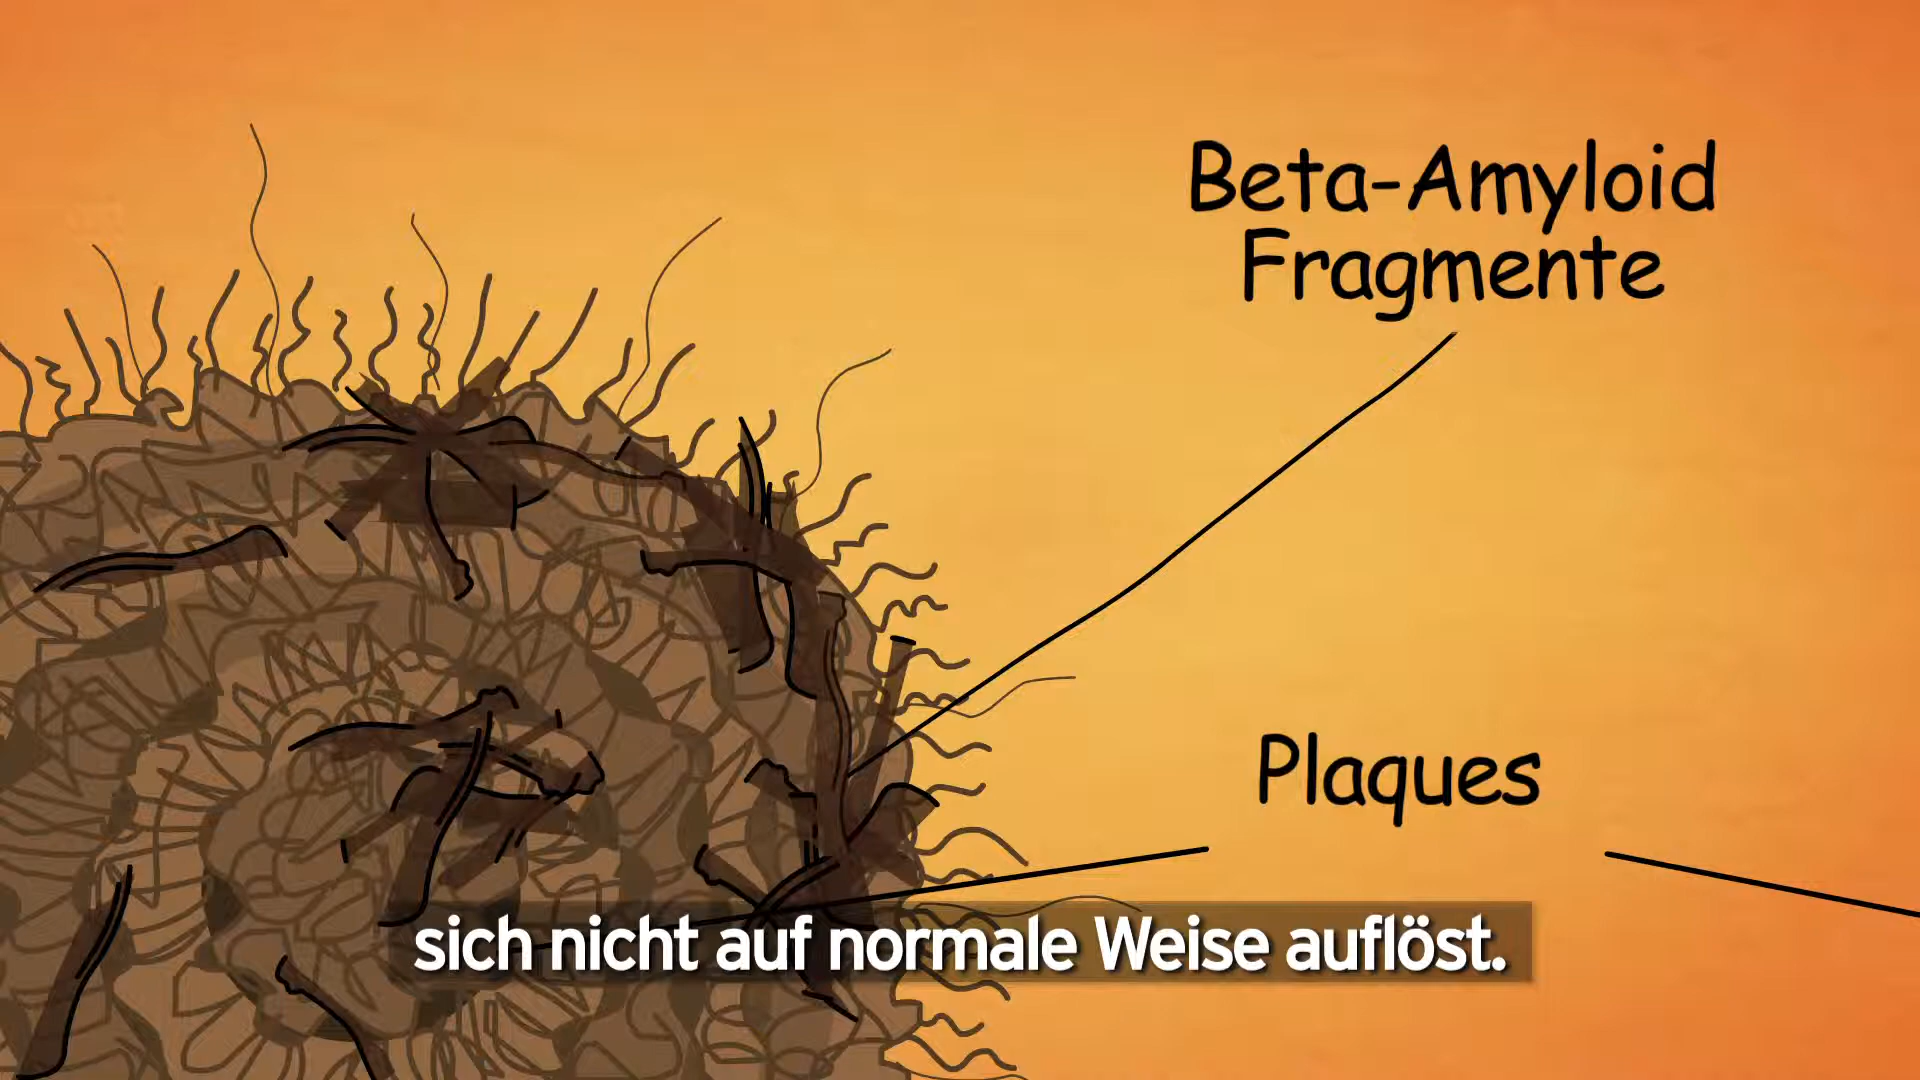 Beta-Amyloid
Fragmente
Plaques
sich nicht auf normale Weise auflöst.